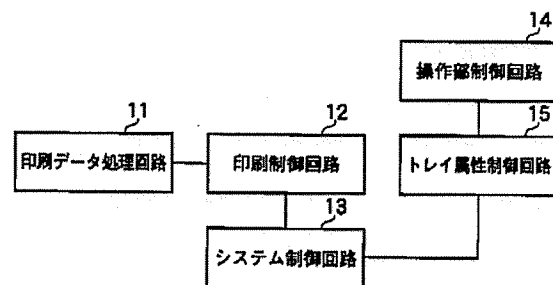 14
操作部制御回路
11
12
15
印刷データ処理回路
印刷制御回路
トレイ属性制御回路
13
システム制御回路